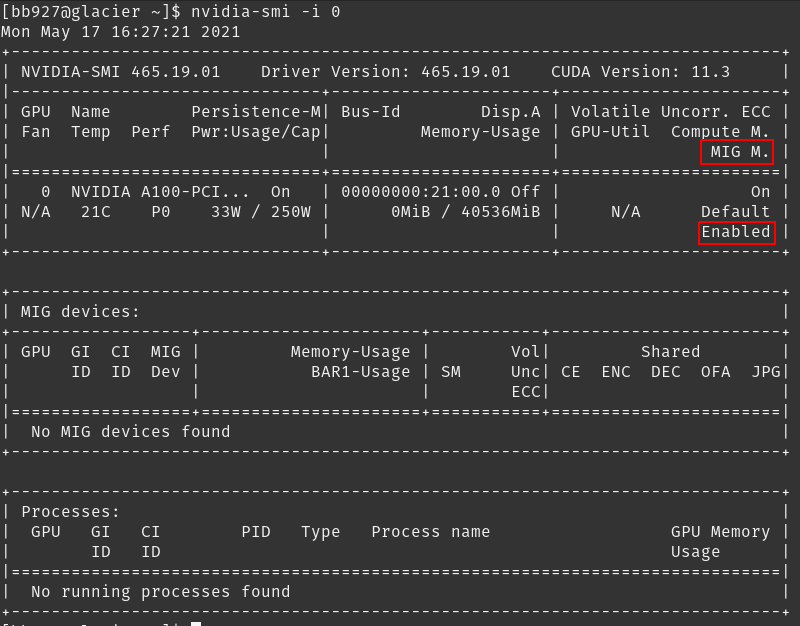 [bb927@glacier ~]$ nvidia-smi -i 0
Mon May 17 16:27:21 2021
+-----------------------------------------------------------------------------+
| NVIDIA-SMI 465.19.01    Driver Version: 465.19.01    CUDA Version: 11.3     |
|-------------------------------+----------------------+----------------------+
| GPU  Name        Persistence-M| Bus-Id        Disp.A | Volatile Uncorr. ECC |
| Fan  Temp  Perf  Pwr:Usage/Cap|         Memory-Usage | GPU-Util  Compute M. |
|                               |                      |               MIG M. |
|===============================+======================+======================|
|   0  NVIDIA A100-PCI...  On   | 00000000:21:00.0 Off |                   On |
| N/A   21C    P0    33W / 250W |      0MiB / 40536MiB |     N/A      Default |
|                               |                      |              Enabled |
+-------------------------------+----------------------+----------------------+

+-----------------------------------------------------------------------------+
| MIG devices:                                                                |
+------------------+----------------------+-----------+-----------------------+
| GPU  GI  CI  MIG |         Memory-Usage |        Vol|         Shared        |
|      ID  ID  Dev |           BAR1-Usage | SM     Unc| CE  ENC  DEC  OFA  JPG|
|                  |                      |        ECC|                       |
|==================+======================+===========+=======================|
|  No MIG devices found                                                       |
+-----------------------------------------------------------------------------+

+-----------------------------------------------------------------------------+
| Processes:                                                                  |
|  GPU   GI   CI        PID   Type   Process name                  GPU Memory |
|        ID   ID                                                   Usage      |
|=============================================================================|
|  No running processes found                                                 |
+-----------------------------------------------------------------------------+